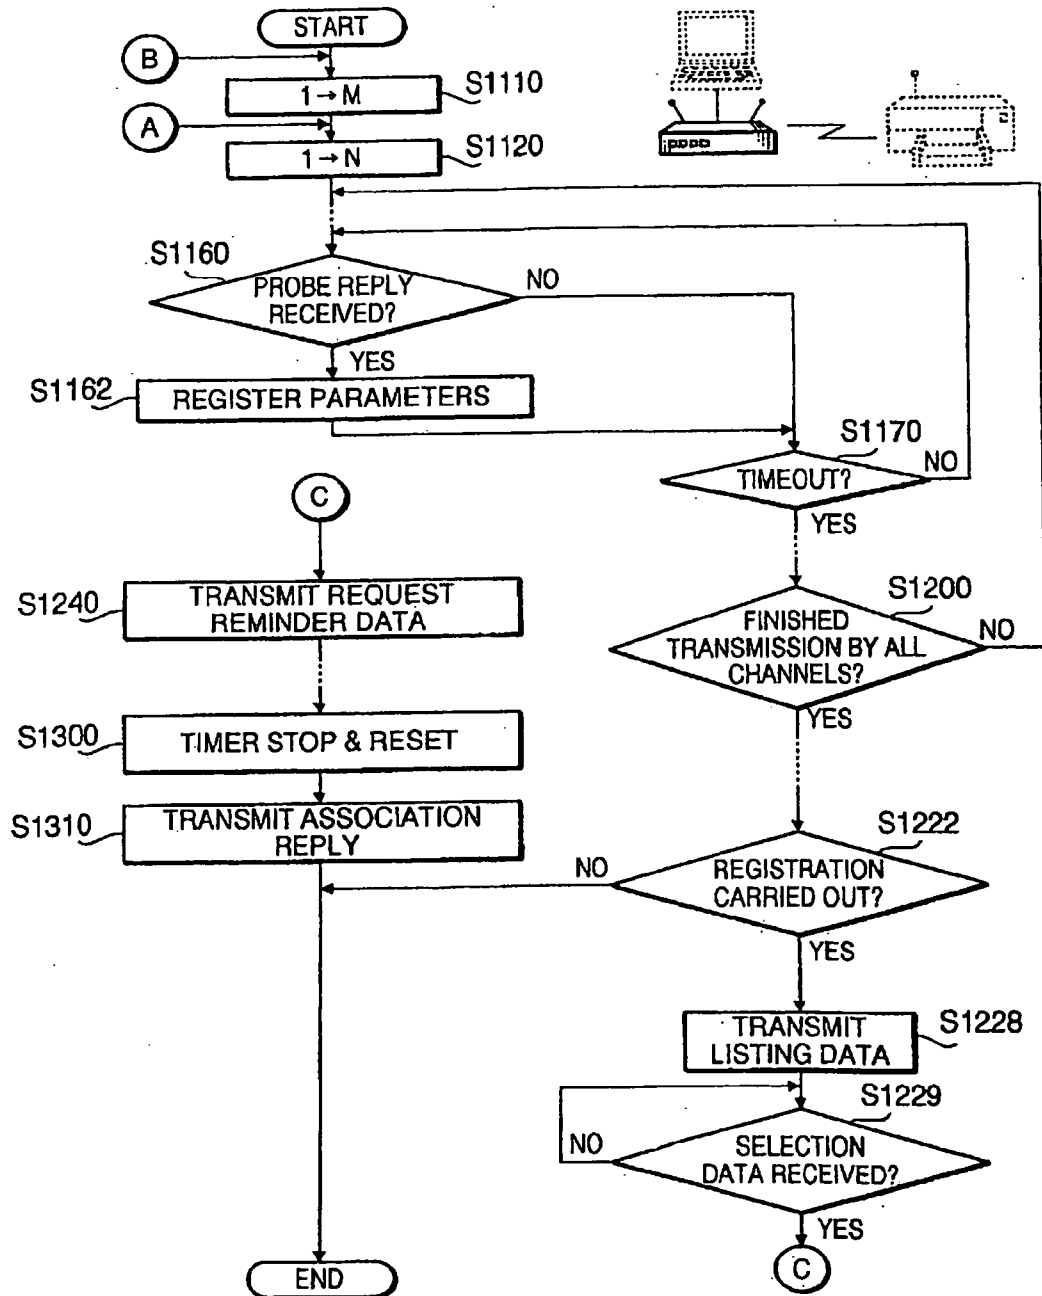 START
B
1→M
S1110
A
1→N
S1120
S1160
PROBE REPLY
RECEIVED?
NO
YES
S1162
REGISTER PARAMETERS
S1170
TIMEOUT?
NO
YES
C
S1240
TRANSMIT REQUEST
REMINDER DATA
S1200
FINISHED
TRANSMISSION BY ALL
CHANNELS?
NO
YES
S1300
TIMER STOP & RESET
S1310
TRANSMIT ASSOCIATION
REPLY
S1222
REGISTRATION
CARRIED OUT?
NO
YES
TRANSMIT
LISTING DATA
S1228
S1229
SELECTION
DATA RECEIVED?
NO
YES
C
END